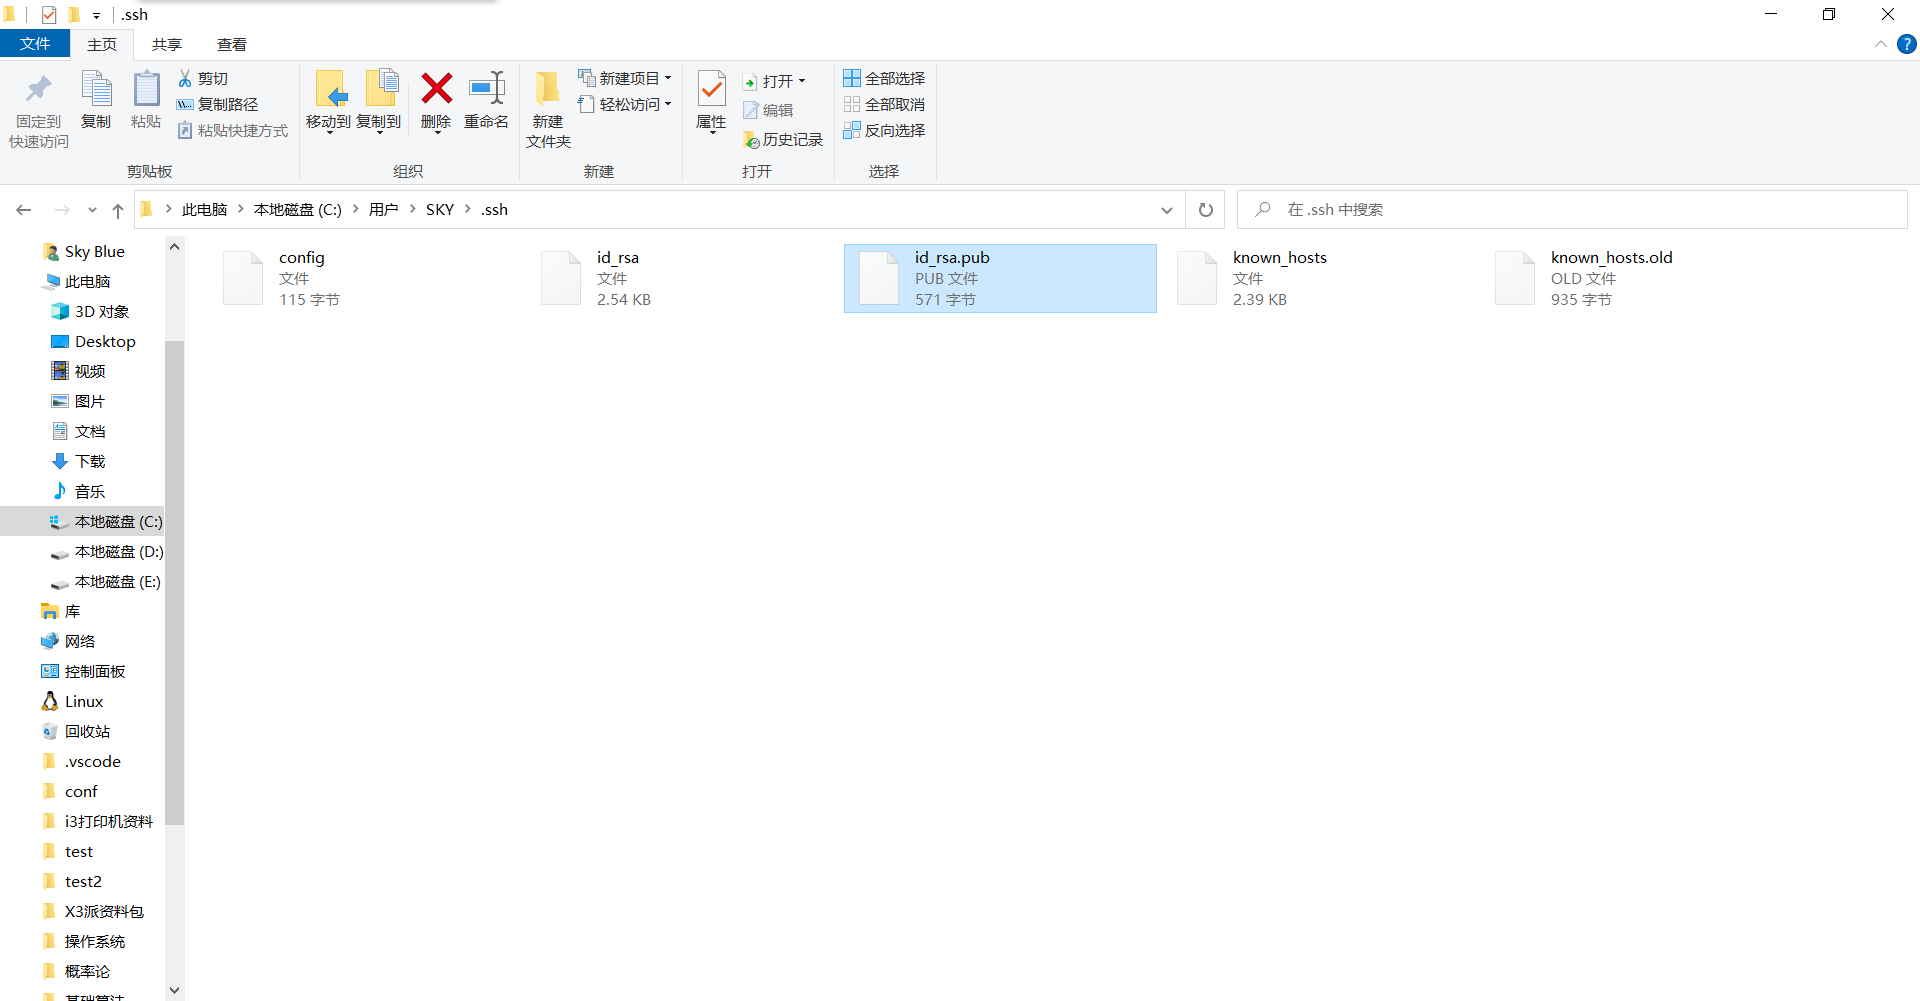 .ssh
文件 主页 共享 查看
固定到
快速访问
复制
粘贴
剪切
复制路径
粘贴快捷方式
剪贴板
移动到 复制到 删除 重命名
组织
新建
文件夹
新建项目
轻松访问
新建
属性
打开
编辑
历史记录
打开
全部选择
全部取消
反向选择
选择
此电脑 本地磁盘 (C:) 用户 SKY .ssh
在 .ssh 中搜索
Sky Blue
此电脑
3D 对象
Desktop
视频
图片
文档
下载
音乐
本地磁盘 (C:)
本地磁盘 (D:)
本地磁盘 (E:)
库
网络
控制面板
Linux
回收站
.vscode
conf
i3打印机资料
test
test2
X3派资料包
操作系统
概率论
基础算法
config
文件
115 字节
id_rsa
文件
2.54 KB
id_rsa.pub
PUB 文件
571 字节
known_hosts
文件
2.39 KB
known_hosts.old
OLD 文件
935 字节